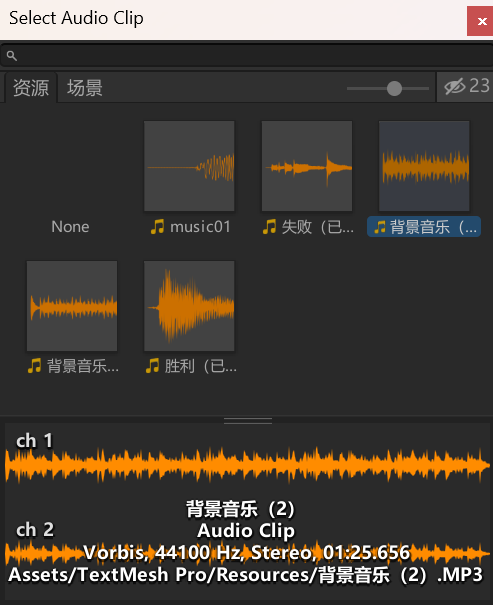 Select Audio Clip
x
资源
场景
23
None
music01
失败（已...
背景音乐（...
背景音乐...
胜利（已...
ch 1
背景音乐（2）
Audio Clip
ch 2
Vorbis, 44100 Hz, Stereo, 01:25.656
Assets/TextMesh Pro/Resources/背景音乐（2）.MP3